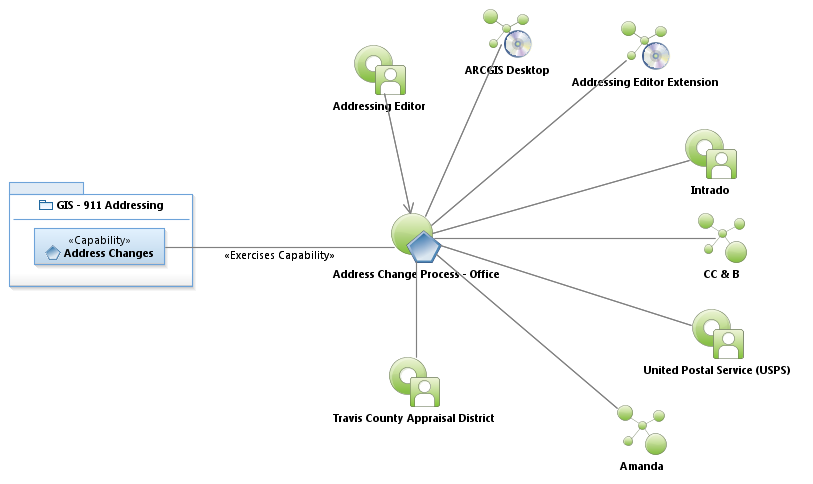 ARCGIS Desktop
Addressing Editor Extension
Addressing Editor
Intrado
GIS - 911 Addressing
«Capability»
Address Changes
«Exercises Capability»
Address Change Process - Office
CC & B
United Postal Service (USPS)
Travis County Appraisal District
Amanda